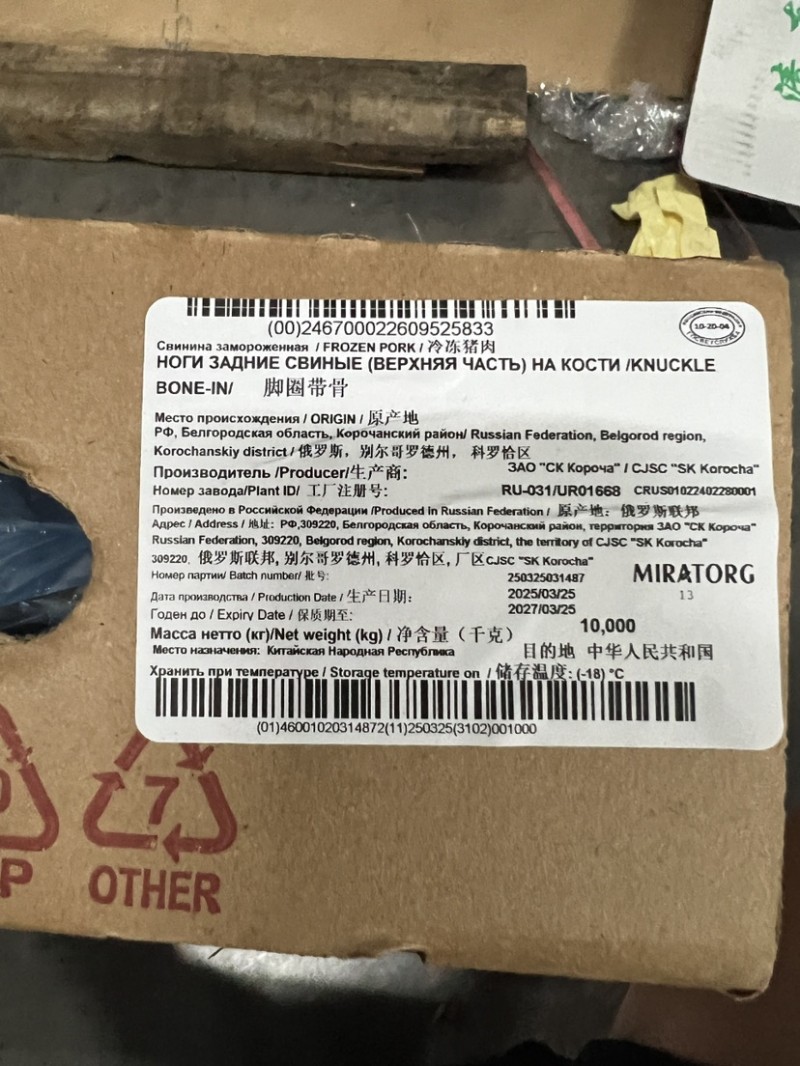 (00)246700022609525833
10-20-04
Свинина замороженная / FROZEN PORK / 冷冻猪肉
НОГИ ЗАДНИЕ СВИНЫЕ (ВЕРХНЯЯ ЧАСТЬ) НА КОСТИ /KNUCKLE
BONE-IN/ 脚圈带骨
Место происхождения / ORIGIN / 原产地
РФ, Белгородская область, Корочанский район/ Russian Federation, Belgorod region,
Korochanskiy district / 俄罗斯，别尔哥罗德州， 科罗恰区
Производитель /Producer/生产商: ЗАО "СК Короча" / CJSC "SK Korocha"
Номер завода/Plant ID/ 工厂注册号: RU-031/UR01668 CRUS01022402280001
Произведено в Российской Федерации /Produced in Russian Federation / 原产地: 俄罗斯联邦
Адрес / Address / 地址: РФ,309220, Белгородская область, Корочанский район, территория ЗАО "СК Короча"
Russian Federation, 309220, Belgorod region, Korochanskiy district, the territory of CJSC "SK Korocha"
309220, 俄罗斯联邦, 别尔哥罗德州, 科罗恰区, 厂区CJSC "SK Korocha"
Номер партии/ Batch number/ 批号: 250325031487
MIRATORG
Дата производства / Production Date / 生产日期: 2025/03/25
13
Годен до / Expiry Date / 保质期至: 2027/03/25
Масса нетто (кг)/Net weight (kg) / 净含量（千克） 10,000
Место назначения: Китайская Народная Республика 目的地 中华人民共和国
Хранить при температуре / Storage temperature on / 储存温度: (-18) °C
(01)46001020314872(11)250325(3102)001000
7
P
OTHER